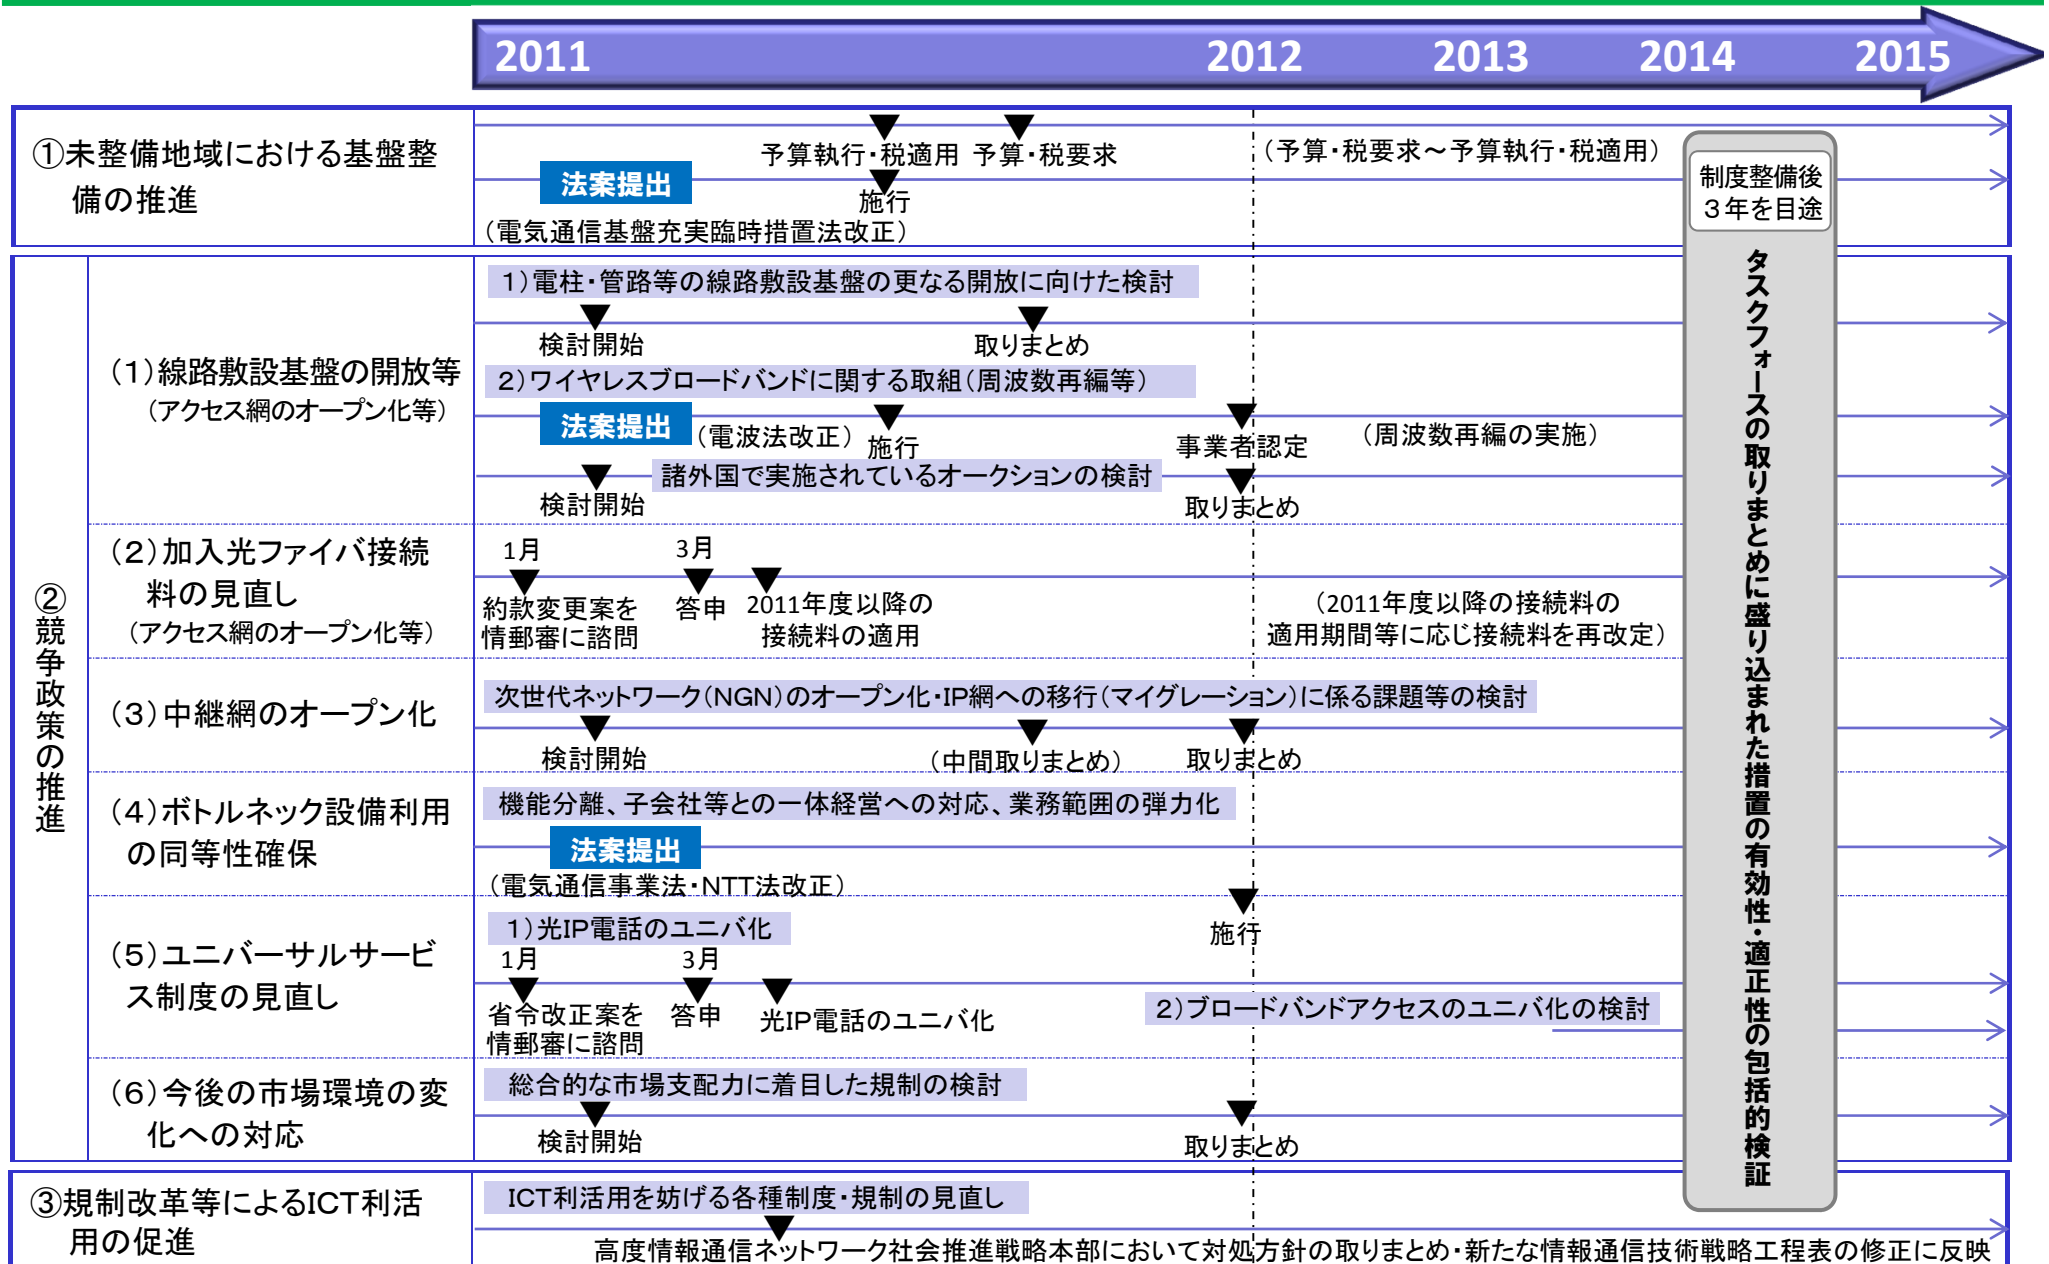 2011
2012
2013
2014
2015
①未整備地域における基盤整
備の推進
予算執行・税適用
予算・税要求
（予算・税要求～予算執行・税適用）
法案提出
施行
（電気通信基盤充実臨時措置法改正）
制度整備後
３年を目途
タスクフォースの取りまとめに盛り込まれた措置の有効性・適正性の包括的検証
②競争政策の推進
（１）線路敷設基盤の開放等
（アクセス網のオープン化等）
１）電柱・管路等の線路敷設基盤の更なる開放に向けた検討
検討開始
取りまとめ
２）ワイヤレスブロードバンドに関する取組（周波数再編等）
法案提出
（電波法改正）
施行
事業者認定
（周波数再編の実施）
諸外国で実施されているオークションの検討
検討開始
取りまとめ
（２）加入光ファイバ接続
料の見直し
（アクセス網のオープン化等）
1月
3月
約款変更案を
情郵審に諮問
答申
2011年度以降の
接続料の適用
（2011年度以降の接続料の
適用期間等に応じ接続料を再改定）
（３）中継網のオープン化
次世代ネットワーク（NGN）のオープン化・IP網への移行（マイグレーション）に係る課題等の検討
検討開始
（中間取りまとめ）
取りまとめ
（４）ボトルネック設備利用
の同等性確保
機能分離、子会社等との一体経営への対応、業務範囲の弾力化
法案提出
（電気通信事業法・NTT法改正）
施行
（５）ユニバーサルサービ
ス制度の見直し
１）光IP電話のユニバ化
1月
3月
省令改正案を
情郵審に諮問
答申
光IP電話のユニバ化
２）ブロードバンドアクセスのユニバ化の検討
（６）今後の市場環境の変
化への対応
総合的な市場支配力に着目した規制の検討
検討開始
取りまとめ
③規制改革等によるICT利活
用の促進
ICT利活用を妨げる各種制度・規制の見直し
高度情報通信ネットワーク社会推進戦略本部において対処方針の取りまとめ・新たな情報通信技術戦略工程表の修正に反映